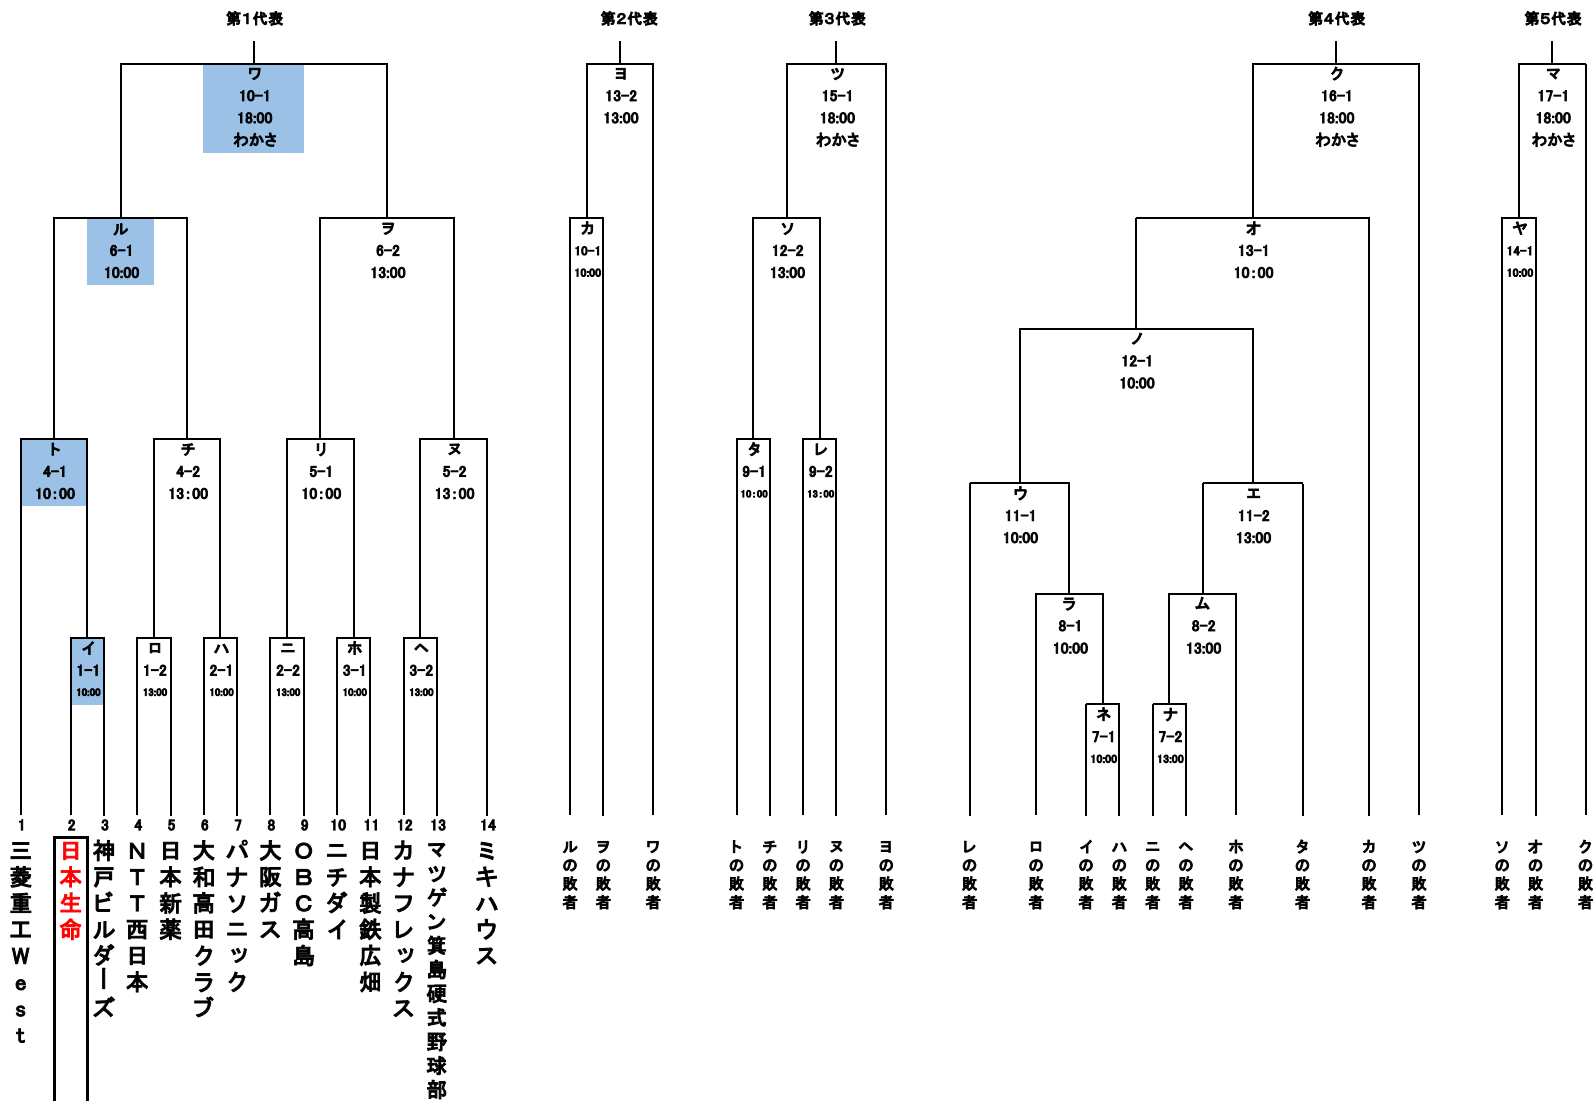 第1代表
第2代表
第3代表
第4代表
第5代表
ワ
10-1
18:00
わかさ
ヨ
13-2
13:00
ツ
15-1
18:00
わかさ
ク
16-1
18:00
わかさ
マ
17-1
18:00
わかさ
ル
6-1
10:00
ヲ
6-2
13:00
カ
10-1
10:00
ソ
12-2
13:00
オ
13-1
10:00
ヤ
14-1
10:00
ノ
12-1
10:00
ト
4-1
10:00
チ
4-2
13:00
リ
5-1
10:00
ヌ
5-2
13:00
タ
9-1
10:00
レ
9-2
13:00
ウ
11-1
10:00
エ
11-2
13:00
ラ
8-1
10:00
ム
8-2
13:00
イ
1-1
10:00
ロ
1-2
13:00
ハ
2-1
10:00
ニ
2-2
13:00
ホ
3-1
10:00
ヘ
3-2
13:00
ネ
7-1
10:00
ナ
7-2
13:00
1
三菱重工West
2
日本生命
3
神戸ビルダーズ
4
NTT西日本
5
日本新薬
6
大和高田クラブ
7
パナソニック
8
大阪ガス
9
OBC高島
10
ニチダイ
11
日本製鉄広畑
12
カナフレックス
13
マツゲン箕島硬式野球部
14
ミキハウス
ルの敗者
ヲの敗者
ワの敗者
トの敗者
チの敗者
リの敗者
ヌの敗者
ヨの敗者
レの敗者
ロの敗者
イの敗者
ハの敗者
ニの敗者
ヘの敗者
ホの敗者
タの敗者
カの敗者
ツの敗者
ソの敗者
オの敗者
クの敗者